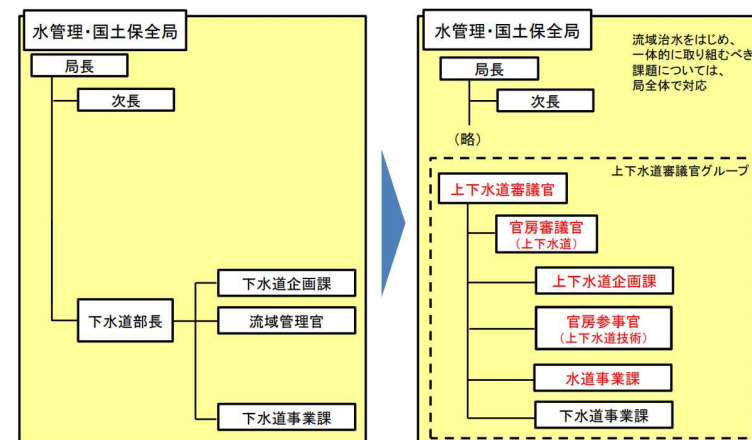 水管理・国土保全局
局長
次長
下水道部長
下水道企画課
流域管理官
下水道事業課
水管理・国土保全局
局長
次長
(略)
流域治水をはじめ、
一体的に取り組むべき
課題については、
局全体で対応
上下水道審議官グループ
上下水道審議官
官房審議官
(上下水道)
上下水道企画課
官房参事官
(上下水道技術)
水道事業課
下水道事業課